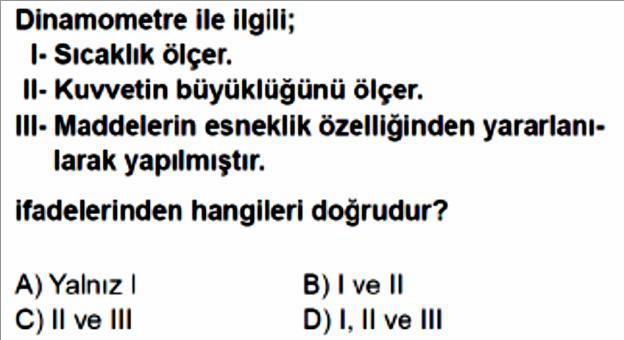 Dinamometre ile ilgili;
I- Sıcaklık ölçer.
II- Kuvvetin büyüklüğünü ölçer.
III- Maddelerin esneklik özelliğinden yararlanı-
larak yapılmıştır.
ifadelerinden hangileri doğrudur?
A) Yalnız I B) I ve II
C) II ve III D) I, II ve III